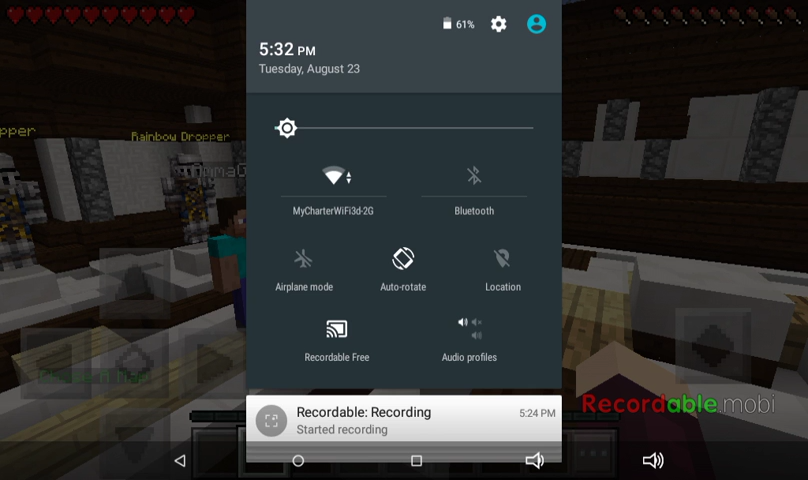 61%
5:32 PM
Tuesday, August 23
pper
Rainbow Dropper
MyCharterWiFi3d-2G
Bluetooth
Airplane mode
Auto-rotate
Location
Recordable Free
Audio profiles
Recordable: Recording
5:24 PM
Started recording
Recordable.mobi